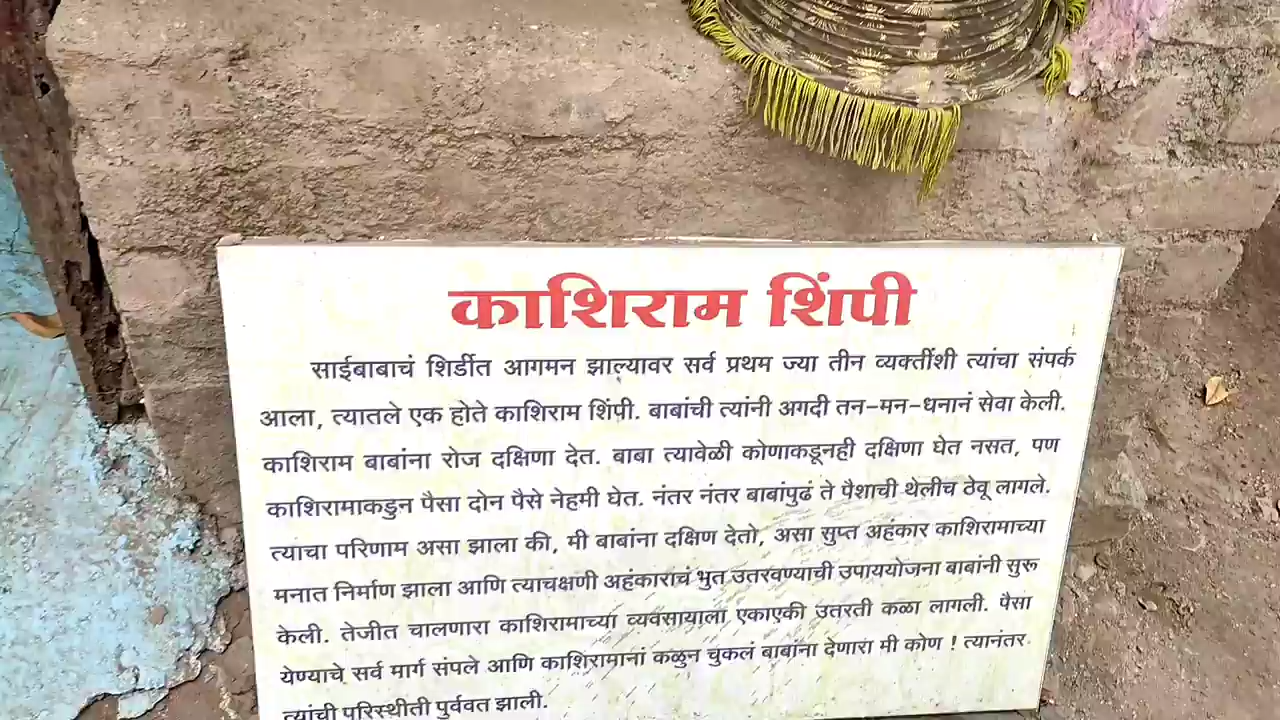 काशिराम शिंपी
साईबाबाचं शिर्डीत आगमन झाल्यावर सर्व प्रथम ज्या तीन व्यक्तींशी त्यांचा संपर्क
आला, त्यातले एक होते काशिराम शिंपी. बाबांची त्यांनी अगदी तन-मन-धनानं सेवा केली.
काशिराम बाबांना रोज दक्षिणा देत. बाबा त्यावेळी कोणाकडूनही दक्षिणा घेत नसत, पण
काशिरामाकडुन पैसा दोन पैसे नेहमी घेत. नंतर नंतर बाबांपुढं ते पैशाची थेलीच ठेवू लागले.
त्याचा परिणाम असा झाला की, मी बाबांना दक्षिण देतो, असा सुप्त अहंकार काशिरामाच्या
मनात निर्माण झाला आणि त्याचक्षणी अहंकाराचं भुत उतरवण्याची उपाययोजना बाबांनी सुरू
केली. तेजीत चालणारा काशिरामाच्या व्यवसायाला एकाएकी उतरती कळा लागली. पैसा
येण्याचे सर्व मार्ग संपले आणि काशिरामानां कळुन चुकलं बाबांना देणारा मी कोण ! त्यानंतर
त्यांची परिस्थीती पुर्ववत झाली.